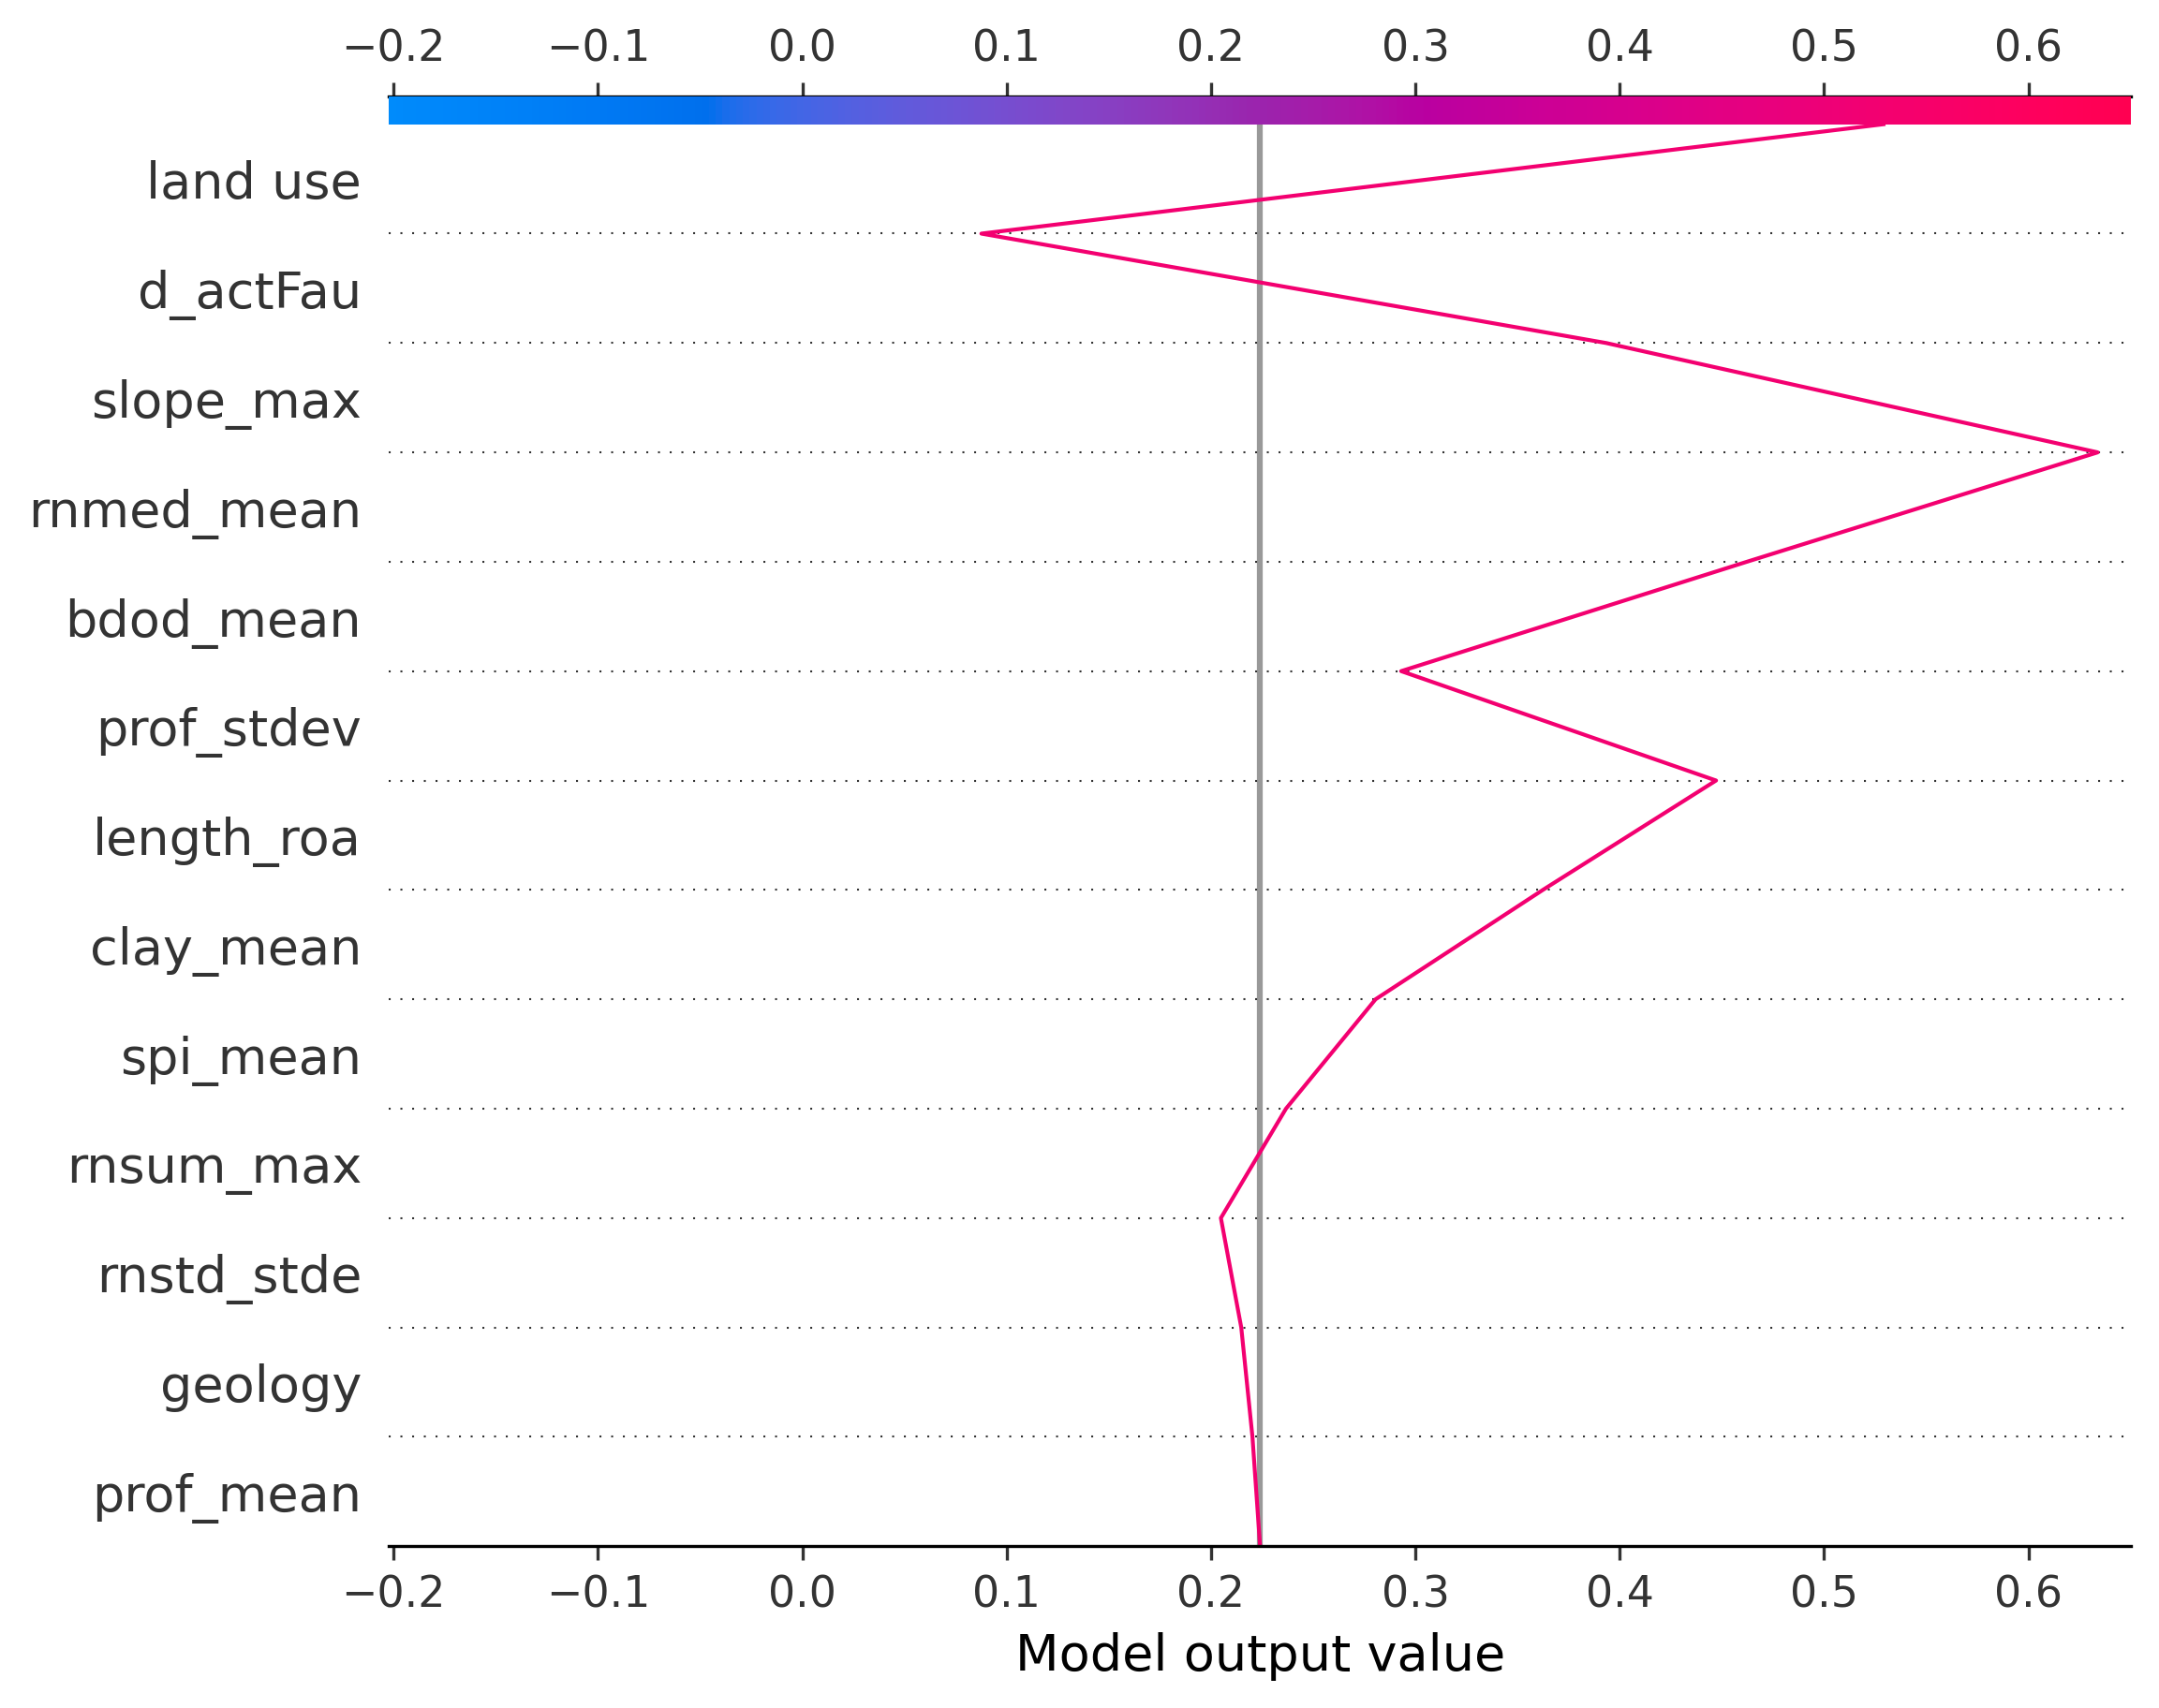 −0.2 −0.1 0.0 0.1 0.2 0.3 0.4 0.5 0.6
land use
d_actFau
slope_max
rnmed_mean
bdod_mean
prof_stdev
length_roa
clay_mean
spi_mean
rnsum_max
rnstd_stde
geology
prof_mean
−0.2 −0.1 0.0 0.1 0.2 0.3 0.4 0.5 0.6
Model output value